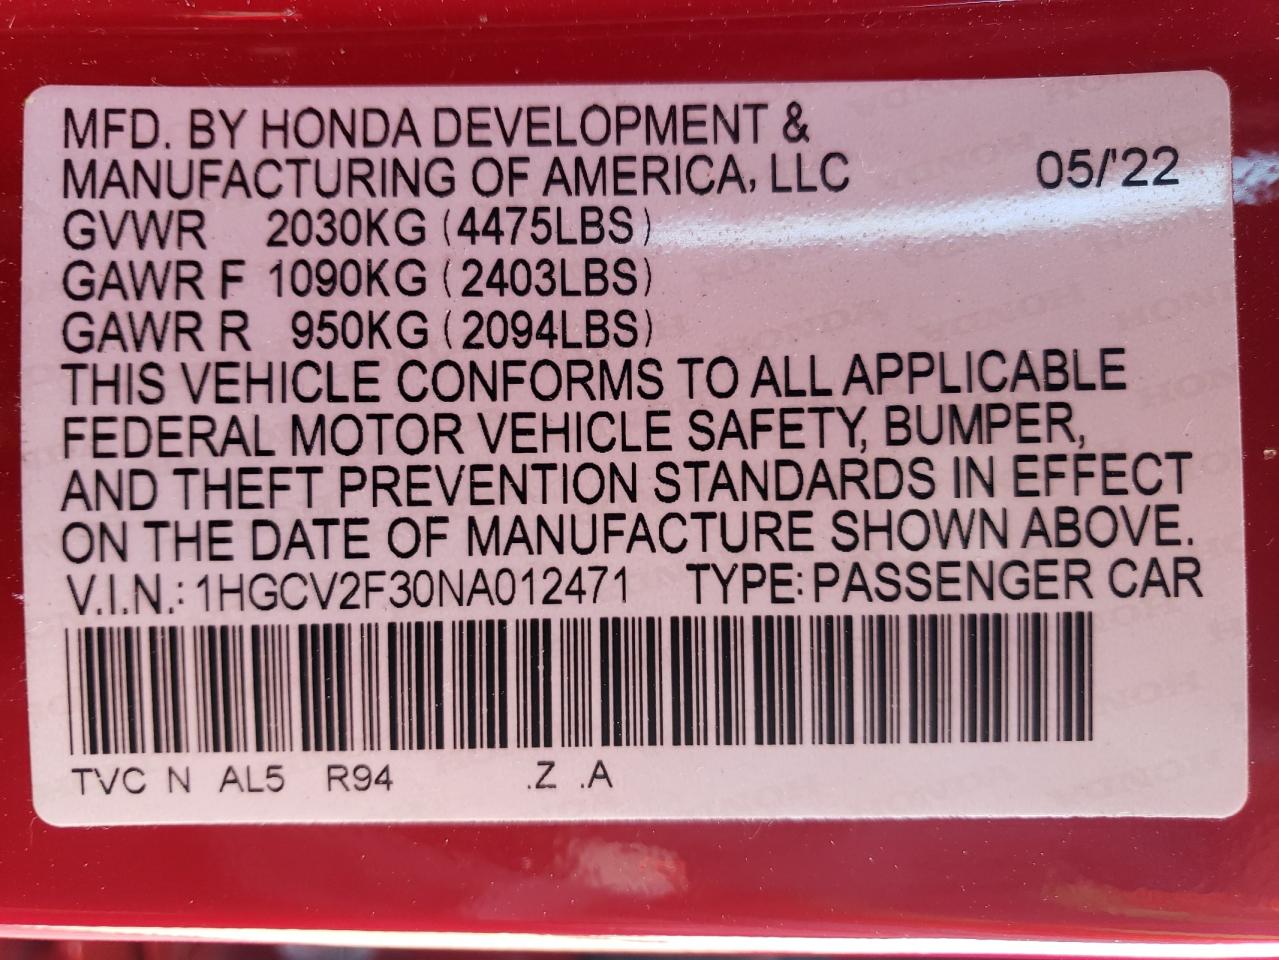 MFD. BY HONDA DEVELOPMENT &
MANUFACTURING OF AMERICA, LLC 05/'22
GVWR 2030KG (4475LBS)
GAWR F 1090KG (2403LBS)
GAWR R 950KG (2094LBS)
THIS VEHICLE CONFORMS TO ALL APPLICABLE
FEDERAL MOTOR VEHICLE SAFETY, BUMPER,
AND THEFT PREVENTION STANDARDS IN EFFECT
ON THE DATE OF MANUFACTURE SHOWN ABOVE.
V.I.N.: 1HGCV2F30NA012471 TYPE: PASSENGER CAR
TVC N AL5 R94 .Z .A